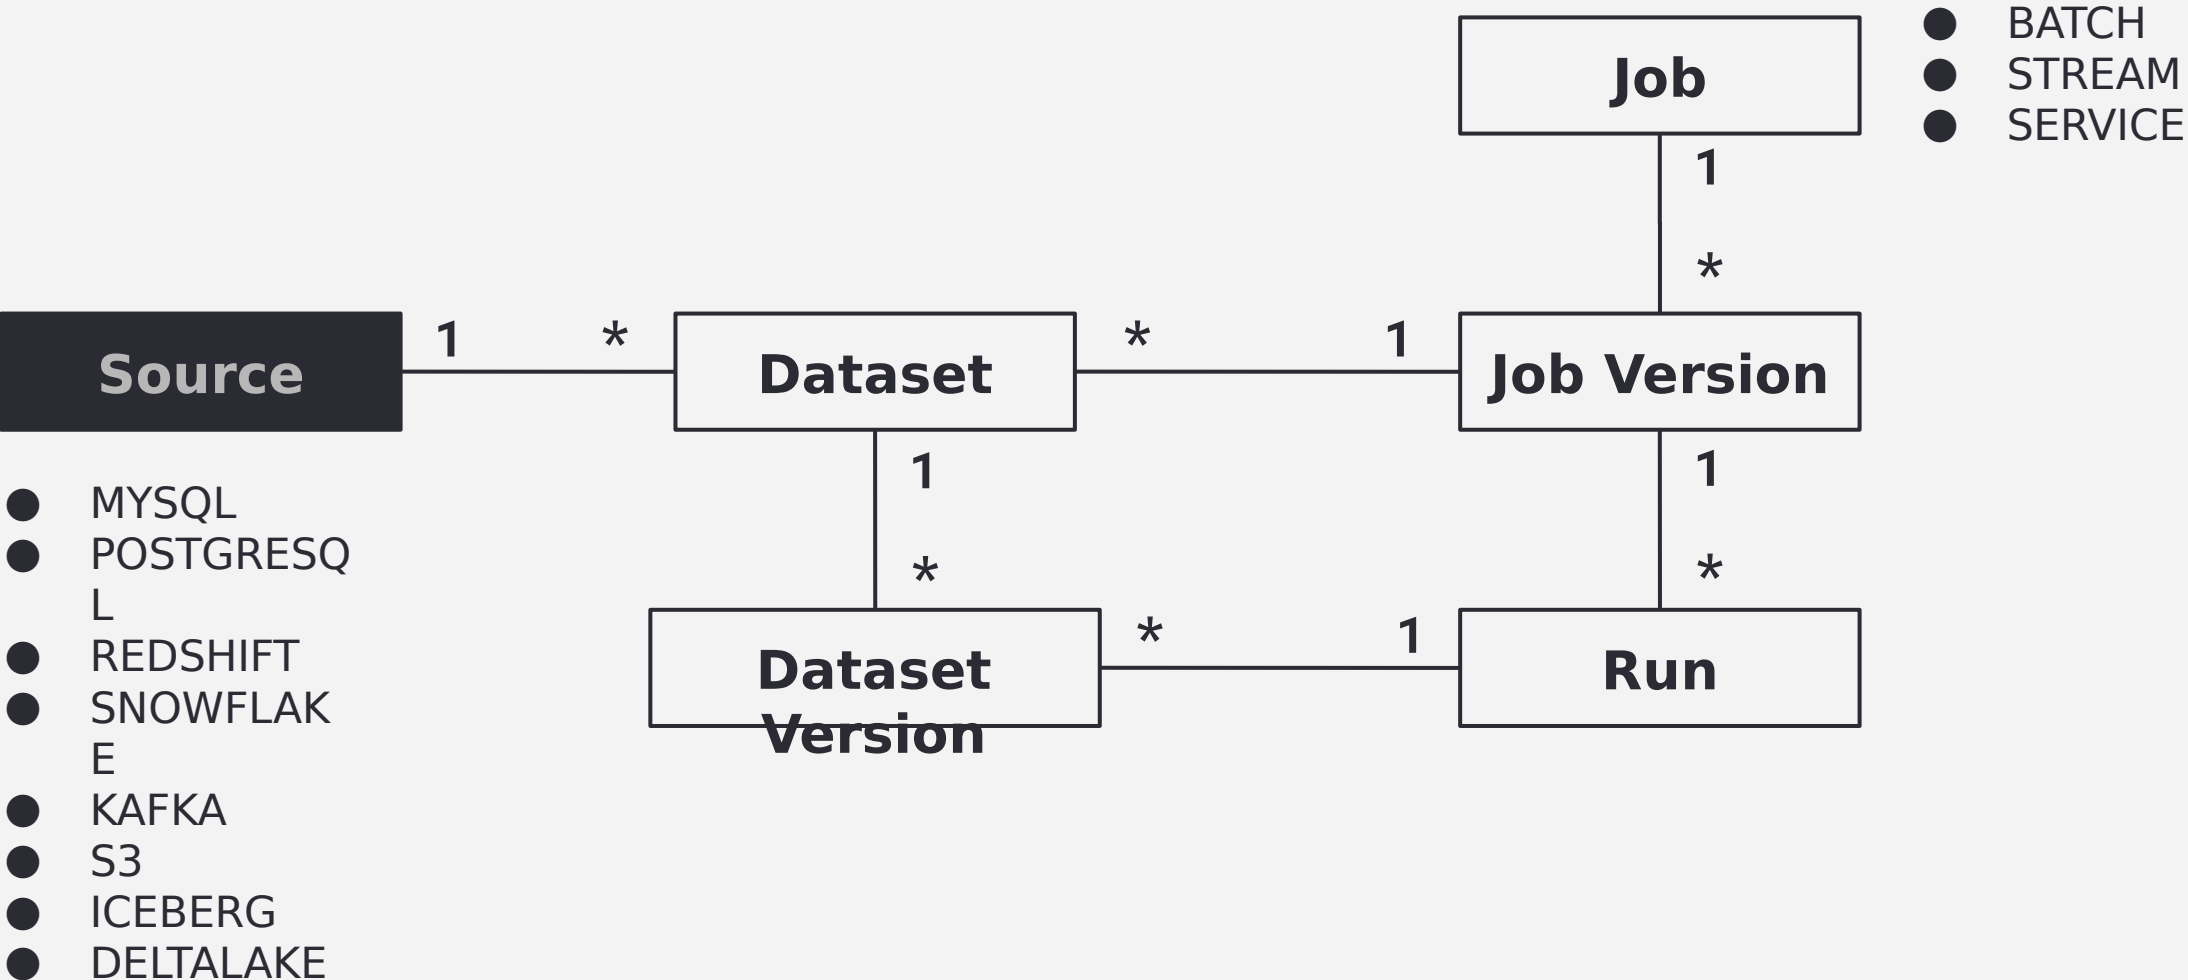 BATCH
STREAM
SERVICE
Job
1
*
Source
1
*
Dataset
*
1
Job Version
1
*
1
*
Dataset
Version
*
1
Run
MYSQL
POSTGRESQ
L
REDSHIFT
SNOWFLAK
E
KAFKA
S3
ICEBERG
DELTALAKE